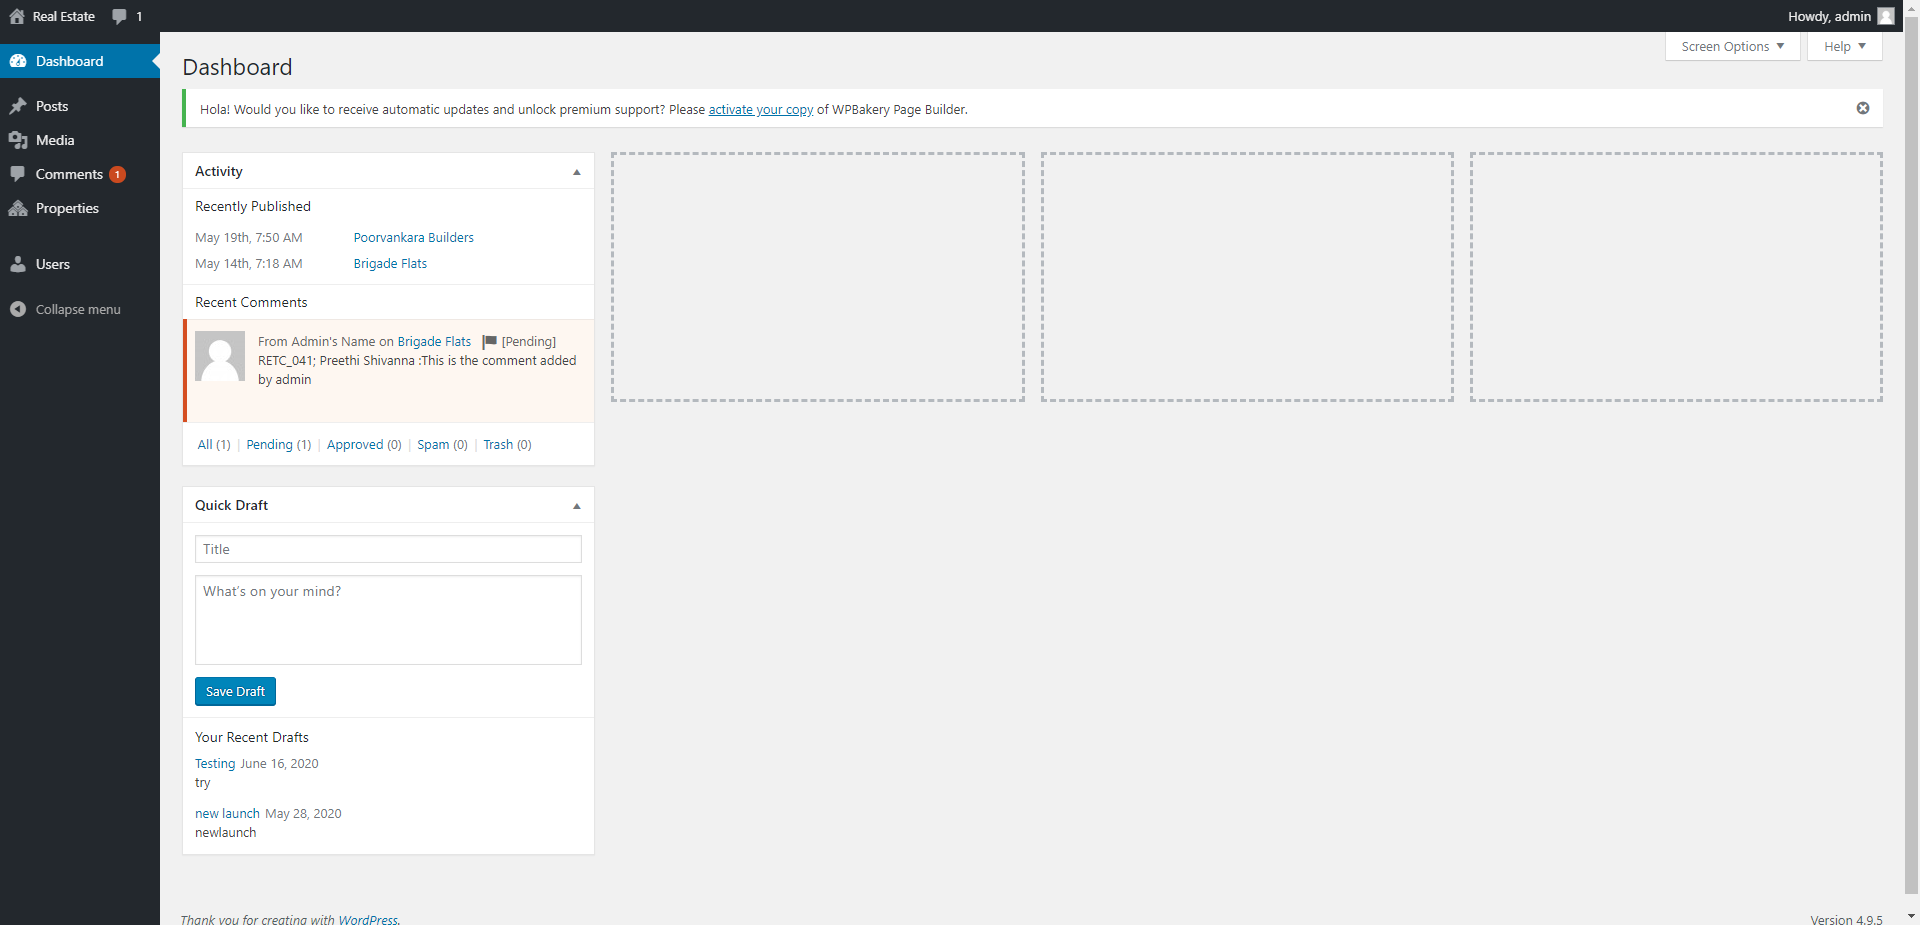 Real Estate 1 Howdy, admin
Dashboard
Posts
Media
Comments 1
Properties
Users
Collapse menu
Screen Options Help
Dashboard
Hola! Would you like to receive automatic updates and unlock premium support? Please activate your copy of WPBakery Page Builder.
Activity
Recently Published
May 19th, 7:50 AM Poorvankara Builders
May 14th, 7:18 AM Brigade Flats
Recent Comments
From Admin's Name on Brigade Flats [Pending]
RETC_041; Preethi Shivanna :This is the comment added
by admin
All (1) | Pending (1) | Approved (0) | Spam (0) | Trash (0)
Quick Draft
Title
What's on your mind?
Save Draft
Your Recent Drafts
Testing June 16, 2020
try
new launch May 28, 2020
newlaunch
Thank you for creating with WordPress.
Version 4.9.5